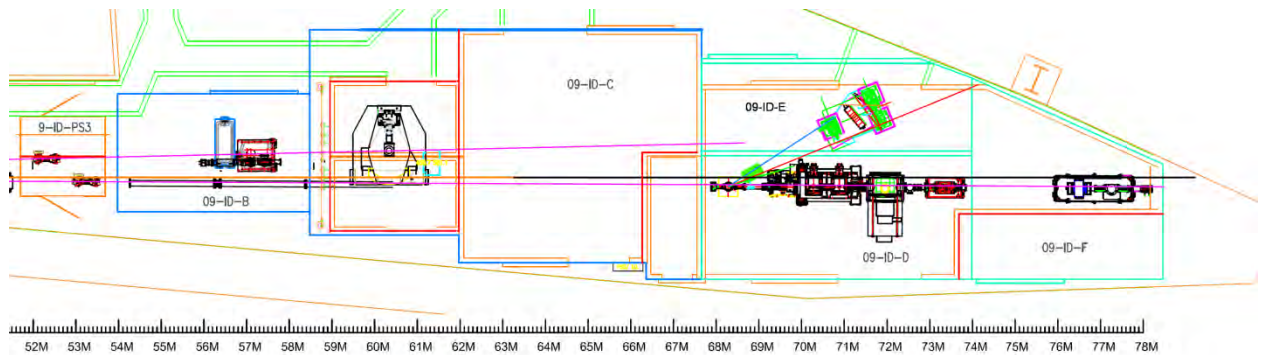 09-ID-C
09-ID-E
9-ID-PS3
09-ID-B
09-ID-D
09-ID-F
52M 53M 54M 55M 56M 57M 58M 59M 60M 61M 62M 63M 64M 65M 66M 67M 68M 69M 70M 71M 72M 73M 74M 75M 76M 77M 78M